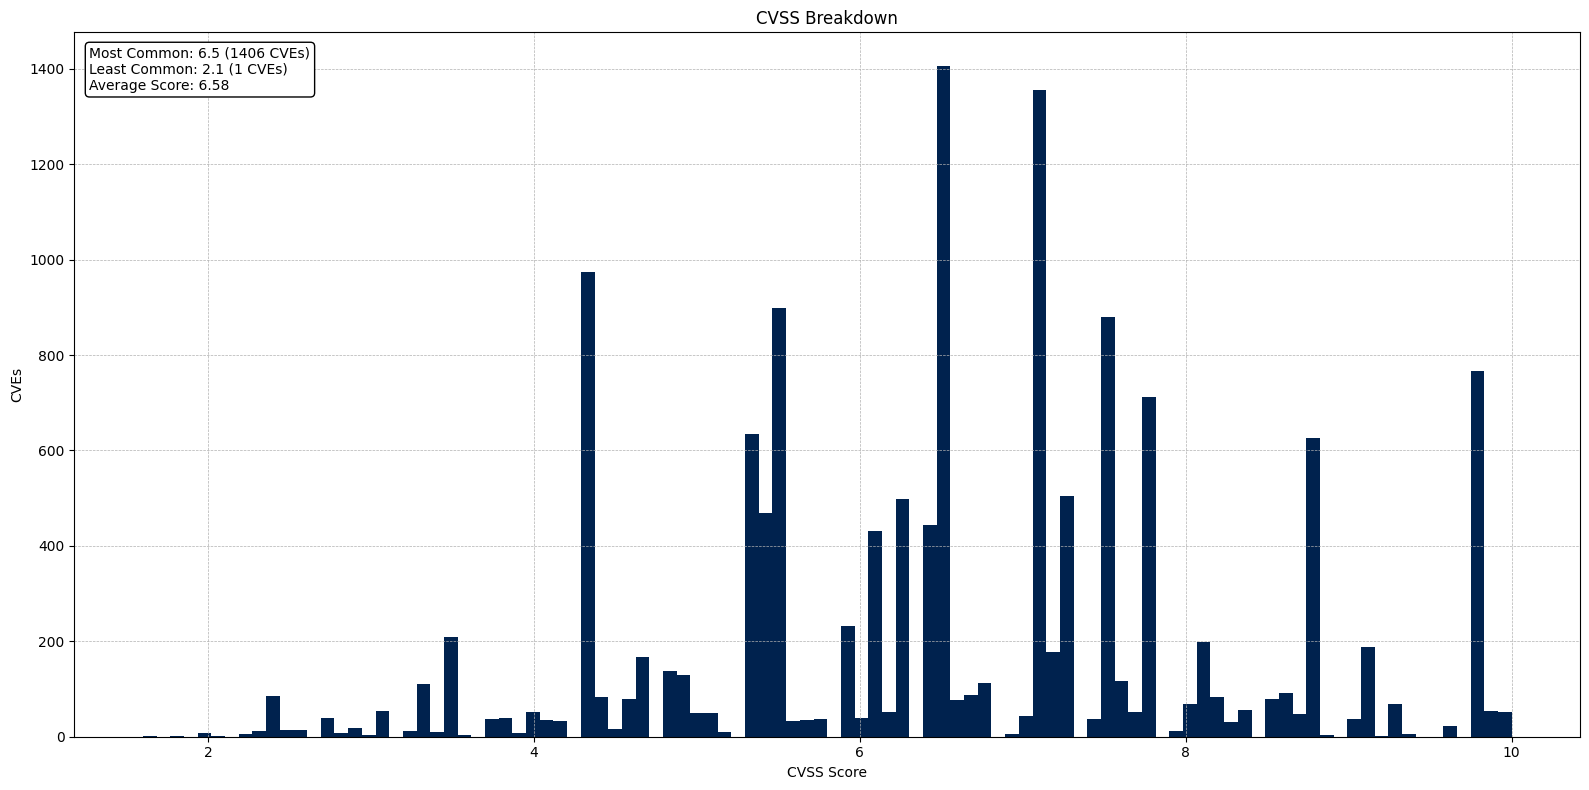 CVSS Breakdown
Most Common: 6.5 (1406 CVEs)
Least Common: 2.1 (1 CVEs)
Average Score: 6.58
1400
1200
1000
800
600
400
200
0
CVEs
2 4 6 8 10
CVSS Score